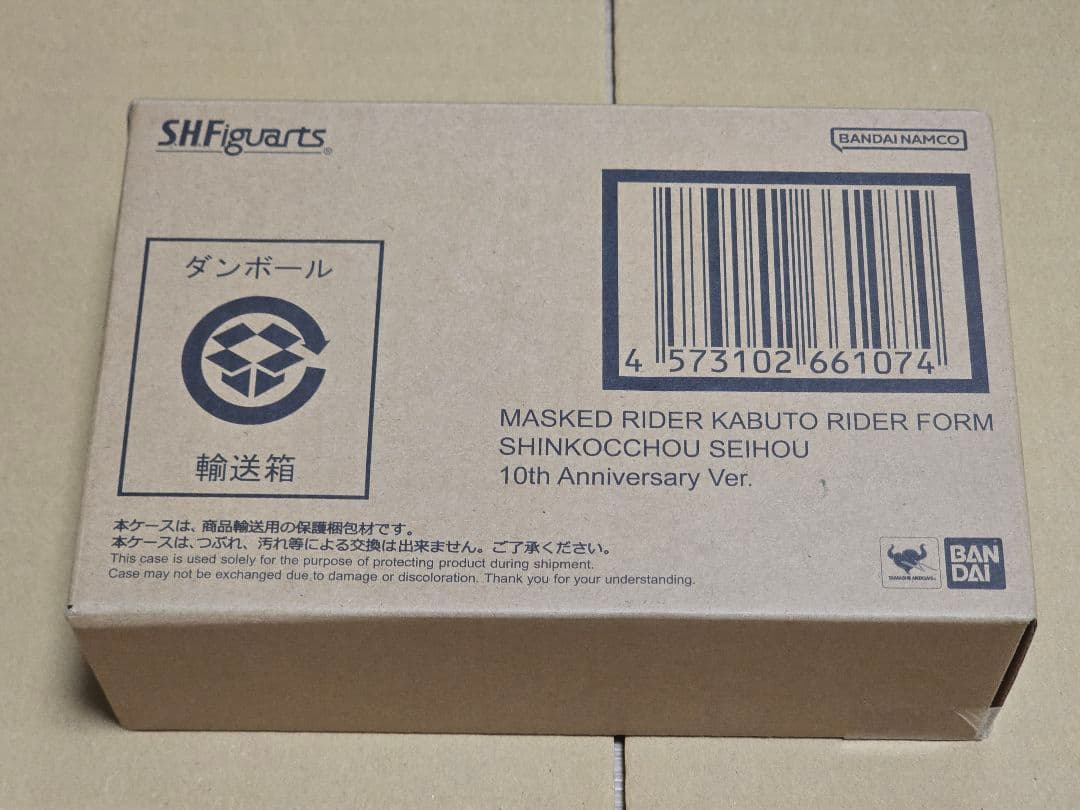 S.H.Figuarts®
BANDAI NAMCO
ダンボール
輸送箱
4 573102 661074
MASKED RIDER KABUTO RIDER FORM
SHINKOCCHOU SEIHOU
10th Anniversary Ver.
本ケースは、商品輸送用の保護梱包材です。
本ケースは、つぶれ、汚れ等による交換は出来ません。ご了承ください。
This case is used solely for the purpose of protecting product during shipment.
Case may not be exchanged due to damage or discoloration. Thank you for your understanding.
TAMASHII NATIONS
BAN
DAI